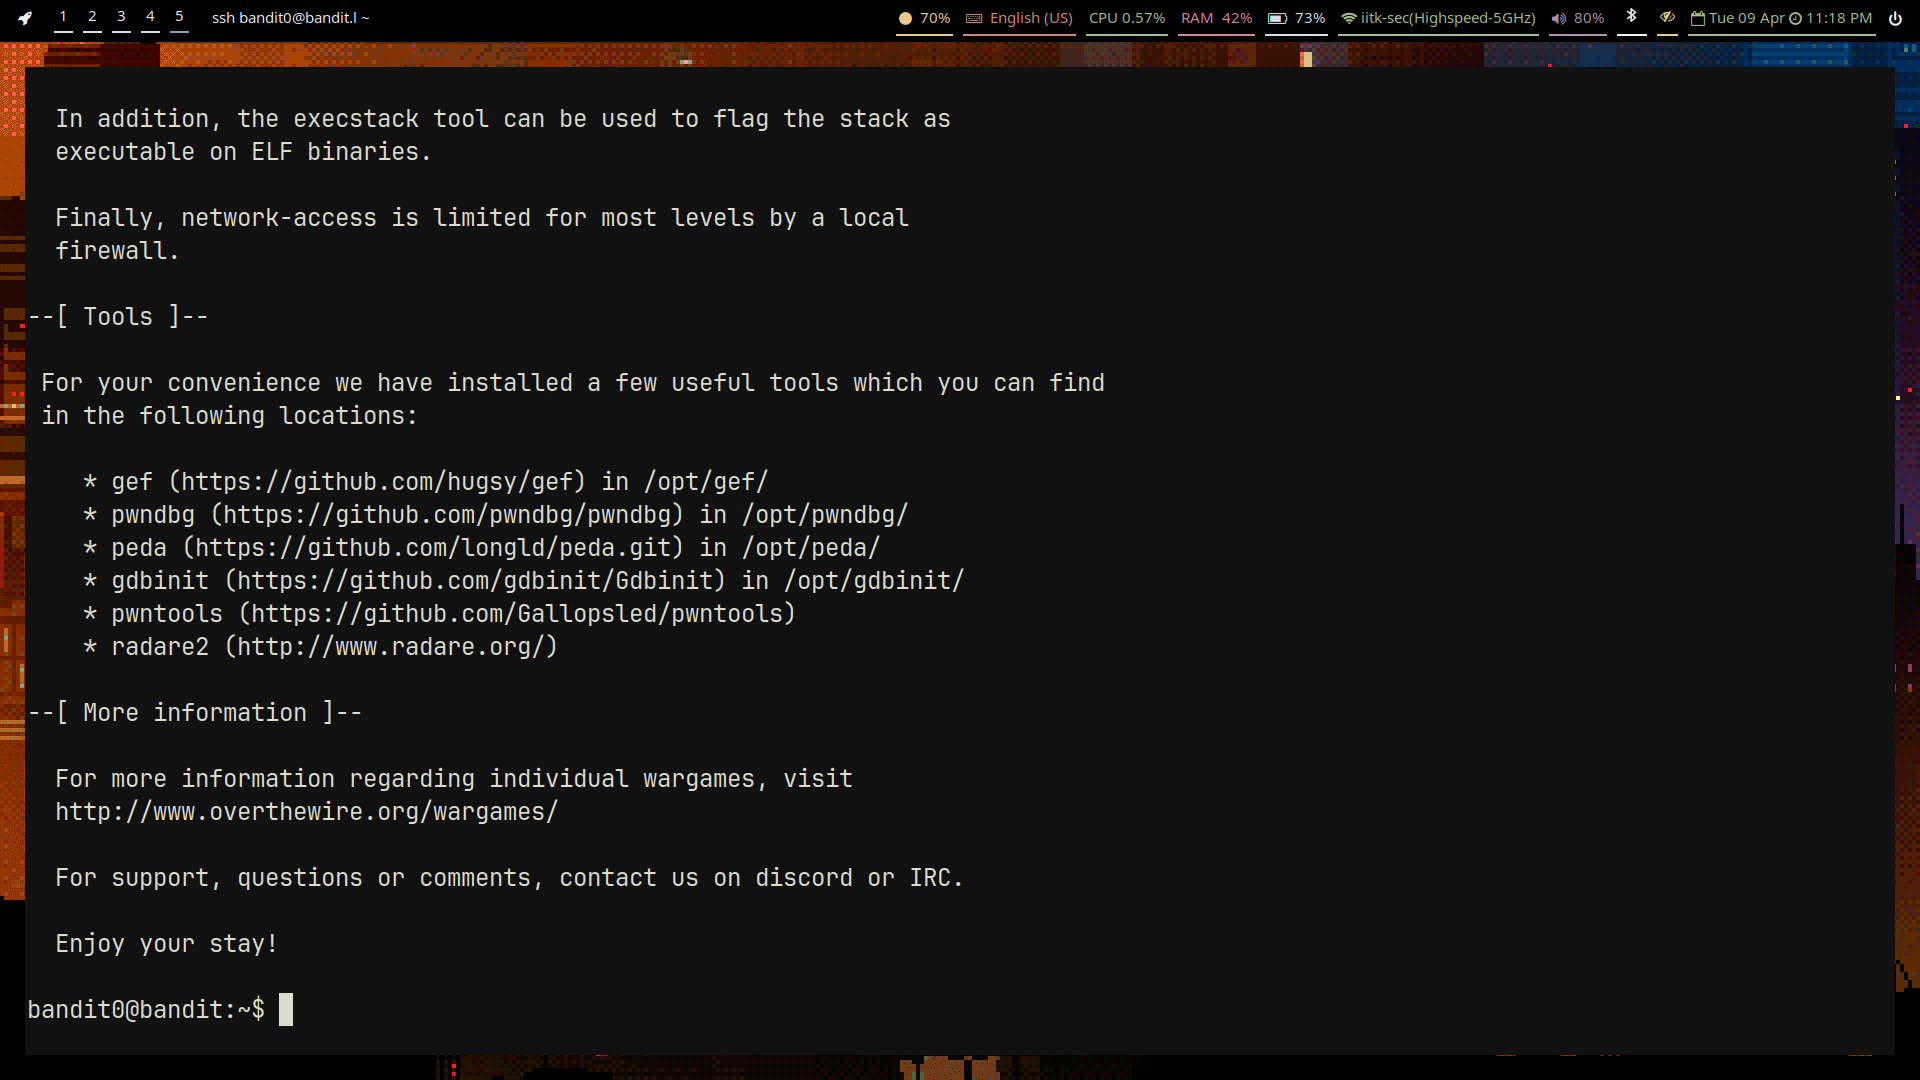 1 2 3 4 5 ssh bandit0@bandit.l ~ 70% English (US) CPU 0.57% RAM 42% 73% iitk-sec(Highspeed-5GHz) 80% Tue 09 Apr 11:18 PM
In addition, the execstack tool can be used to flag the stack as
executable on ELF binaries.
Finally, network-access is limited for most levels by a local
firewall.
--[ Tools ]--
For your convenience we have installed a few useful tools which you can find
in the following locations:
* gef (https://github.com/hugsy/gef) in /opt/gef/
* pwndbg (https://github.com/pwndbg/pwndbg) in /opt/pwndbg/
* peda (https://github.com/longld/peda.git) in /opt/peda/
* gdbinit (https://github.com/gdbinit/Gdbinit) in /opt/gdbinit/
* pwntools (https://github.com/Gallopsled/pwntools)
* radare2 (http://www.radare.org/)
--[ More information ]--
For more information regarding individual wargames, visit
http://www.overthewire.org/wargames/
For support, questions or comments, contact us on discord or IRC.
Enjoy your stay!
bandit0@bandit:~$